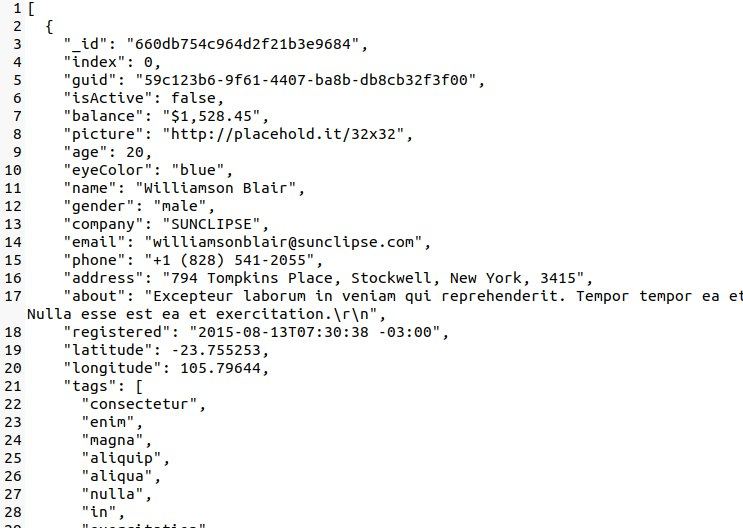 1 [
2   {
3     "_id": "660db754c964d2f21b3e9684",
4     "index": 0,
5     "guid": "59c123b6-9f61-4407-ba8b-db8cb32f3f00",
6     "isActive": false,
7     "balance": "$1,528.45",
8     "picture": "http://placehold.it/32x32",
9     "age": 20,
10     "eyeColor": "blue",
11     "name": "Williamson Blair",
12     "gender": "male",
13     "company": "SUNCLIPSE",
14     "email": "williamsonblair@sunclipse.com",
15     "phone": "+1 (828) 541-2055",
16     "address": "794 Tompkins Place, Stockwell, New York, 3415",
17     "about": "Excepteur laborum in veniam qui reprehenderit. Tempor tempor ea et
Nulla esse est ea et exercitation.\r\n",
18     "registered": "2015-08-13T07:30:38 -03:00",
19     "latitude": -23.755253,
20     "longitude": 105.79644,
21     "tags": [
22       "consectetur",
23       "enim",
24       "magna",
25       "aliquip",
26       "aliqua",
27       "nulla",
28       "in",